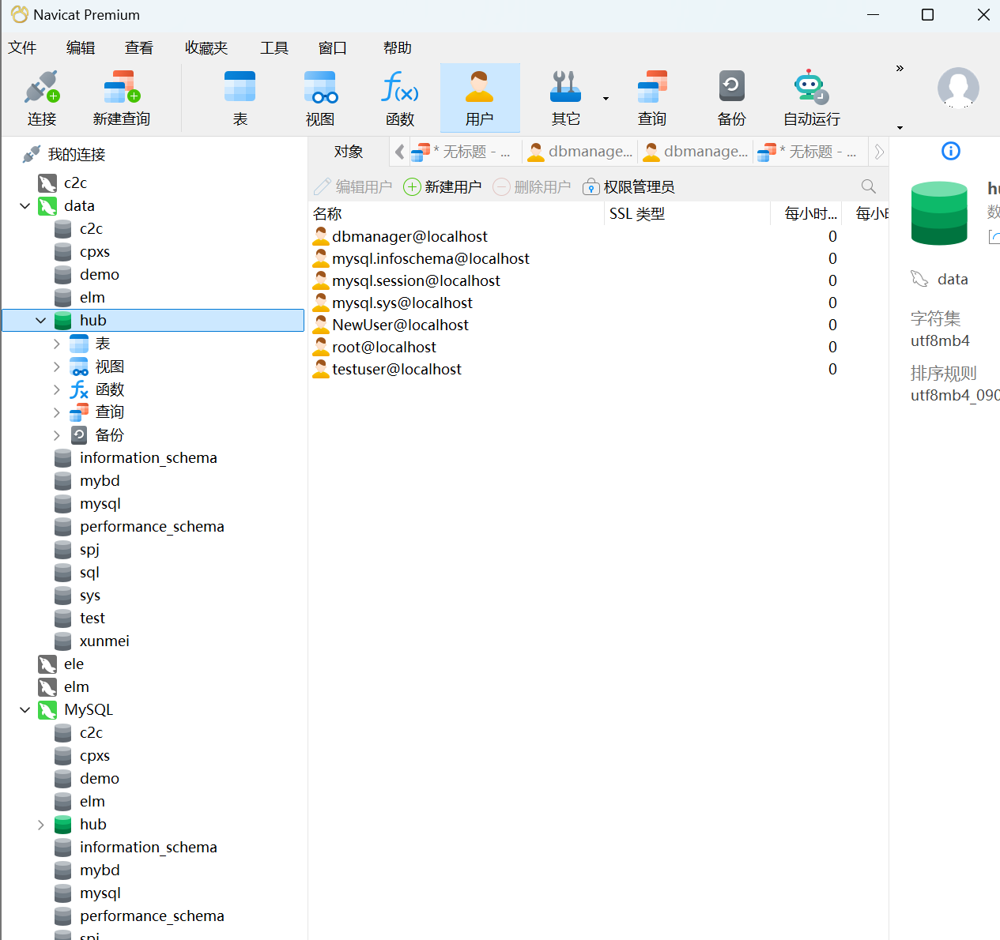 Navicat Premium
文件 编辑 查看 收藏夹 工具 窗口 帮助
连接 新建查询 表 视图 函数 用户 其它 查询 备份 自动运行
我的连接
c2c
data
c2c
cpxs
demo
elm
hub
表
视图
函数
查询
备份
information_schema
mybd
mysql
performance_schema
spj
sql
sys
test
xunmei
ele
elm
MySQL
c2c
cpxs
demo
elm
hub
information_schema
mybd
mysql
performance_schema
spj
对象 * 无标题 - ... dbmanage... dbmanage... * 无标题 - ...
编辑用户 新建用户 删除用户 权限管理员
名称 SSL 类型 每小时... 每小时
dbmanager@localhost 0
mysql.infoschema@localhost 0
mysql.session@localhost 0
mysql.sys@localhost 0
NewUser@localhost 0
root@localhost 0
testuser@localhost 0
hu
数
data
字符集
utf8mb4
排序规则
utf8mb4_090